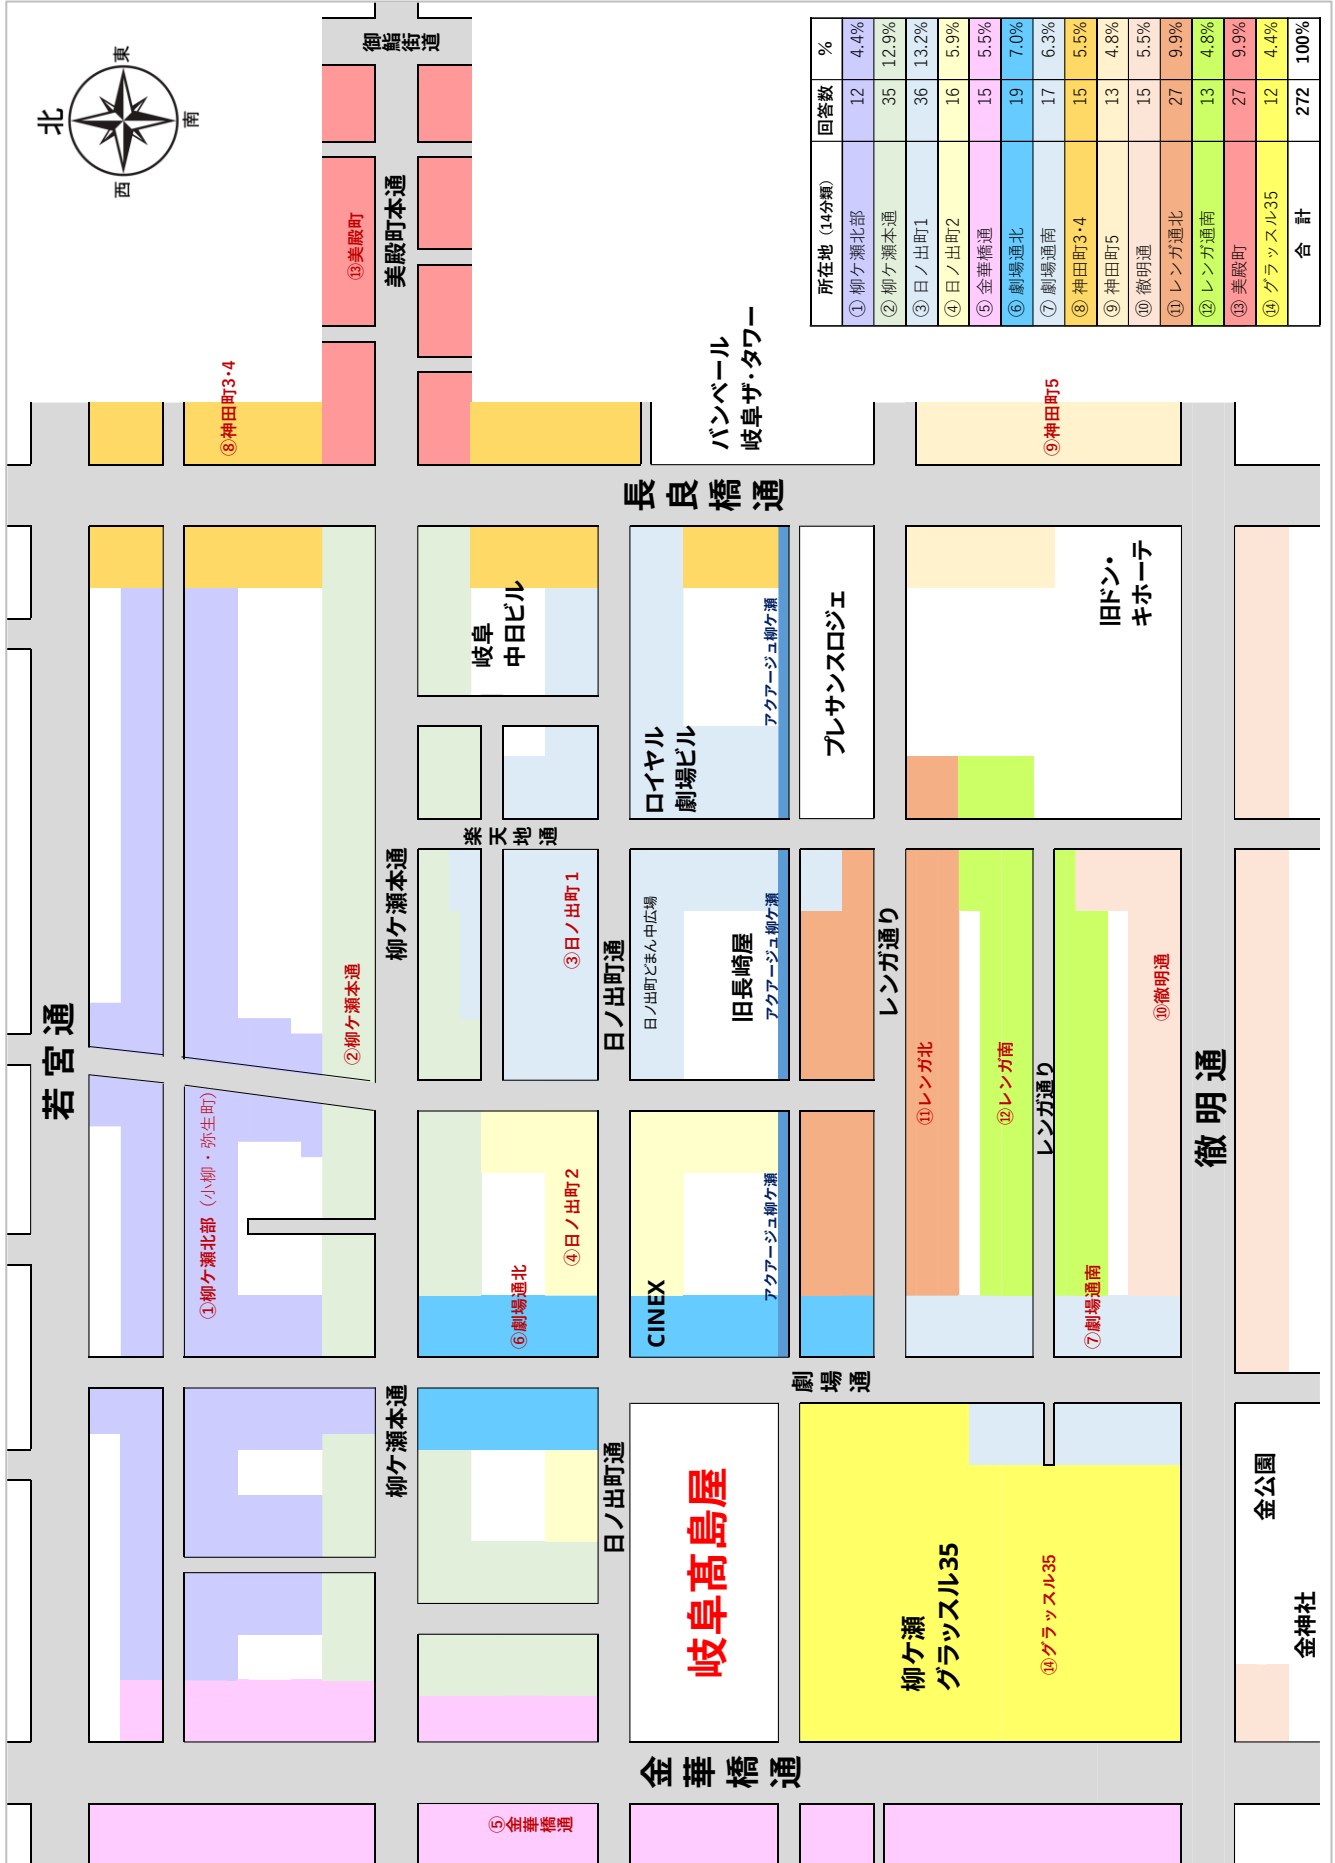 若宮通
①柳ケ瀬北部（小柳・弥生町）
②柳ケ瀬本通
⑧神田町3・4
⑬美殿町
美殿町本通
御鮨街道
北
東
西
南
柳ケ瀬本通
柳ケ瀬本通
⑤金華橋通
⑥劇場通北
④日ノ出町2
③日ノ出町1
楽天地通
岐阜
中日ビル
日ノ出町通
日ノ出町通
長良橋通
金華橋通
岐阜髙島屋
CINEX
アクアージュ柳ケ瀬
日ノ出町どまん中広場
旧長崎屋
アクアージュ柳ケ瀬
ロイヤル
劇場ビル
アクアージュ柳ケ瀬
バンベール
岐阜ザ・タワー
劇場通
プレサンスロジェ
レンガ通り
柳ケ瀬
グラッスル35
⑭グラッスル35
⑪レンガ北
⑫レンガ南
レンガ通り
⑦劇場通南
⑩徹明通
旧ドン・
キホーテ
⑨神田町5
徹明通
金公園
金神社
所在地（14分類） 回答数 %
① 柳ケ瀬北部 12 4.4%
② 柳ケ瀬本通 35 12.9%
③ 日ノ出町1 36 13.2%
④ 日ノ出町2 16 5.9%
⑤ 金華橋通 15 5.5%
⑥ 劇場通北 19 7.0%
⑦ 劇場通南 17 6.3%
⑧ 神田町3・4 15 5.5%
⑨ 神田町5 13 4.8%
⑩ 徹明通 15 5.5%
⑪ レンガ通北 27 9.9%
⑫ レンガ通南 13 4.8%
⑬ 美殿町 27 9.9%
⑭ グラッスル35 12 4.4%
合 計 272 100%